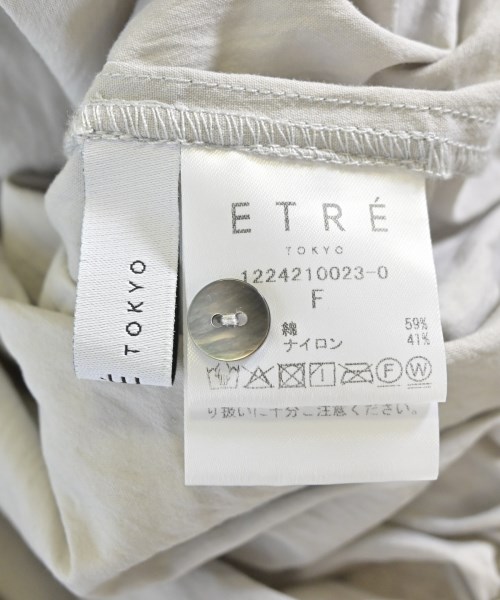 ETRÉ
TOKYO
1224210023-0
F
綿 59%
ナイロン 41%
F W
り扱いに十分ご注意ください。
TOKYO